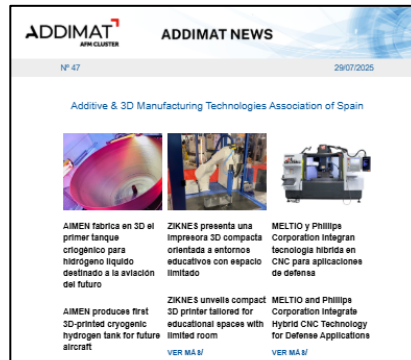 ADDIMAT
AFM CLUSTER
ADDIMAT NEWS
Nº 47
29/07/2025
Additive & 3D Manufacturing Technologies Association of Spain
AIMEN fabrica en 3D el
primer tanque
criogénico para
hidrógeno líquido
destinado a la aviación
del futuro
AIMEN produces first
3D-printed cryogenic
hydrogen tank for future
aircraft
ZIKNES presenta una
impresora 3D compacta
orientada a entornos
educativos con espacio
limitado
ZIKNES unveils compact
3D printer tailored for
educational spaces with
limited room
VER MÁS/
MELTIO y Phillips
Corporation integran
tecnología híbrida en
CNC para aplicaciones
de defensa
MELTIO and Phillips
Corporation Integrate
Hybrid CNC Technology
for Defense Applications
VER MÁS/